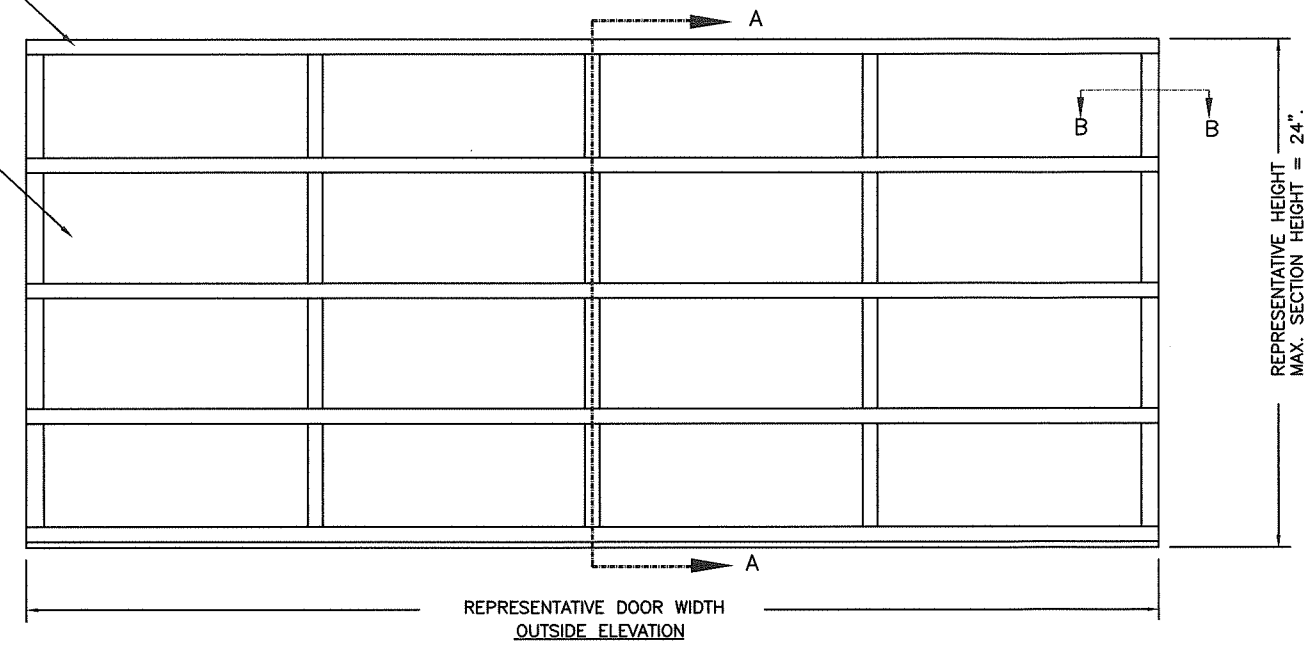 A
B
B
REPRESENTATIVE HEIGHT
MAX. SECTION HEIGHT = 24".
A
REPRESENTATIVE DOOR WIDTH
OUTSIDE ELEVATION